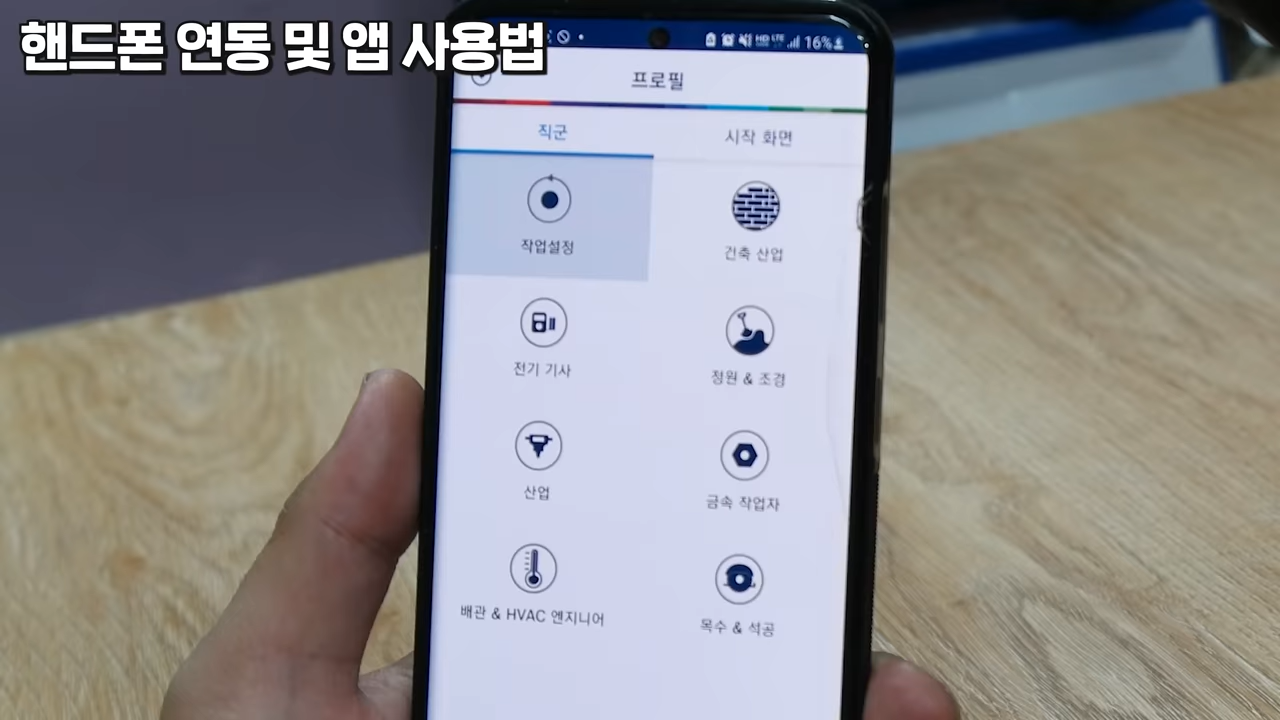 핸드폰 연동 및 앱 사용법
16%
프로필
직군
시작 화면
작업설정
건축 산업
전기 기사
정원 & 조경
산업
금속 작업자
배관 & HVAC 엔지니어
목수 & 석공